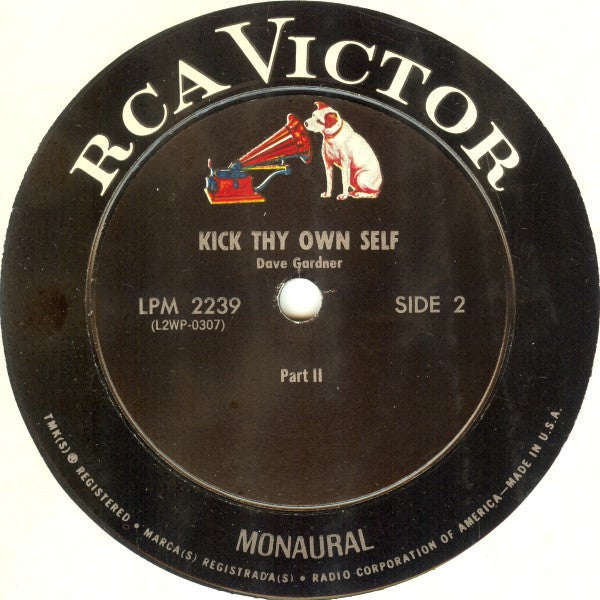 RCA VICTOR
KICK THY OWN SELF
Dave Gardner
LPM 2239
(L2WP-0307)
SIDE 2
Part II
MONAURAL
TMK(S) ® REGISTERED • MARCA(S) REGISTRADA(S) • RADIO CORPORATION OF AMERICA—MADE IN U.S.A.